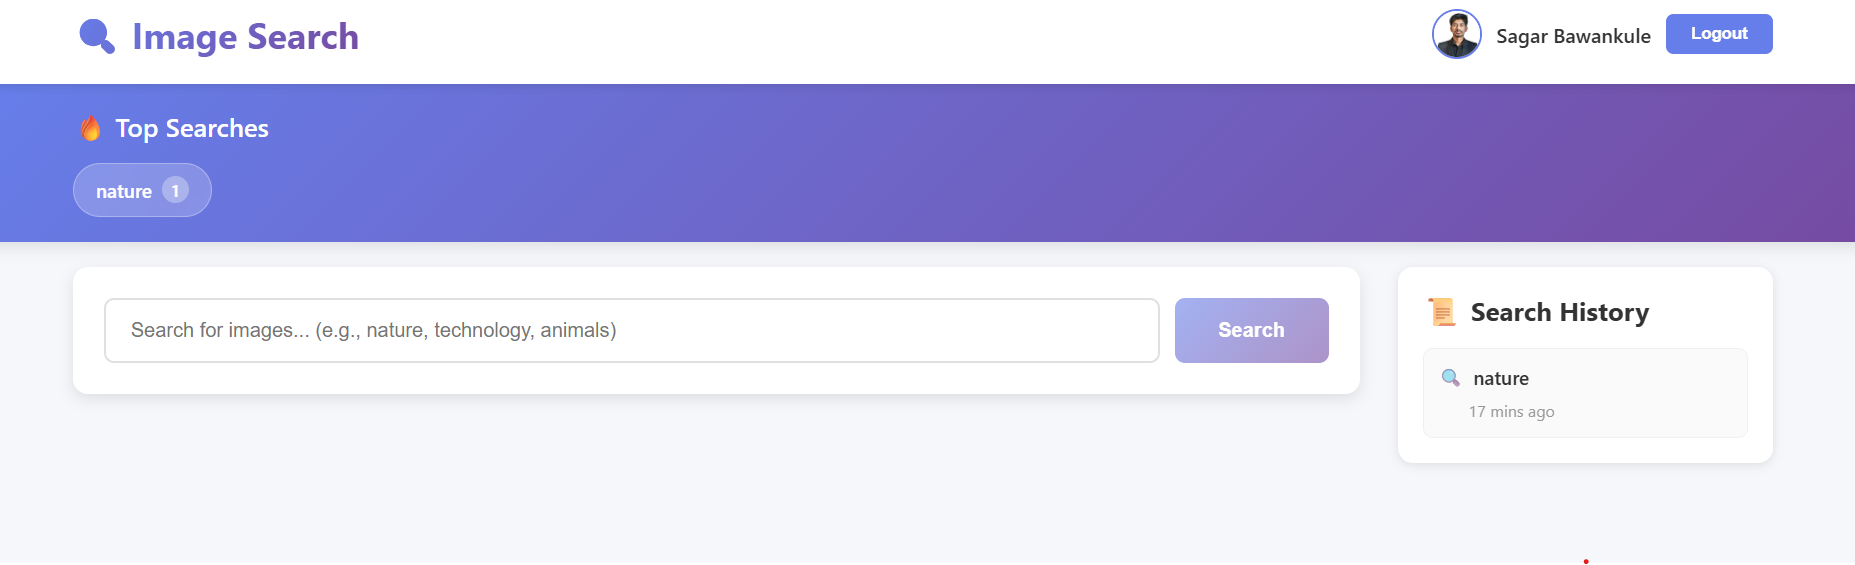 Image Search
Sagar Bawankule
Logout
Top Searches
nature 1
Search for images... (e.g., nature, technology, animals)
Search
Search History
nature
17 mins ago